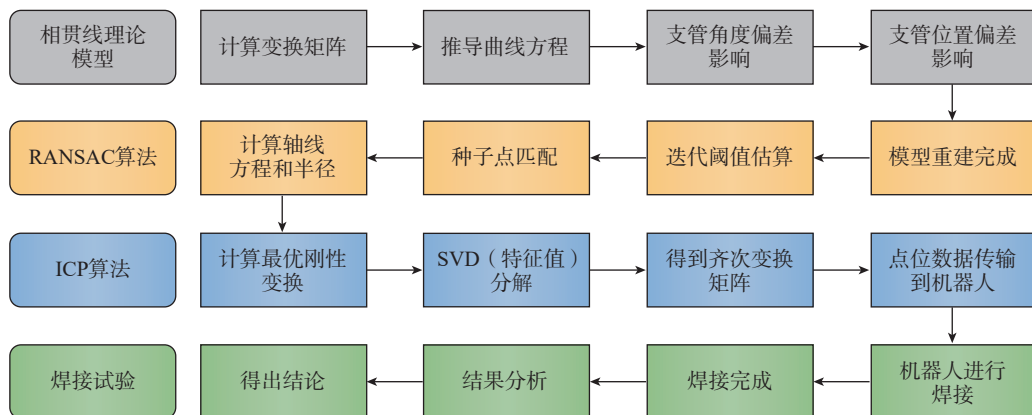 相贯线理论
模型
计算变换矩阵
推导曲线方程
支管角度偏差
影响
支管位置偏差
影响
RANSAC算法
计算轴线
方程和半径
种子点匹配
迭代阈值估算
模型重建完成
ICP算法
计算最优刚性
变换
SVD（特征值）
分解
得到齐次变换
矩阵
点位数据传输
到机器人
焊接试验
得出结论
结果分析
焊接完成
机器人进行
焊接